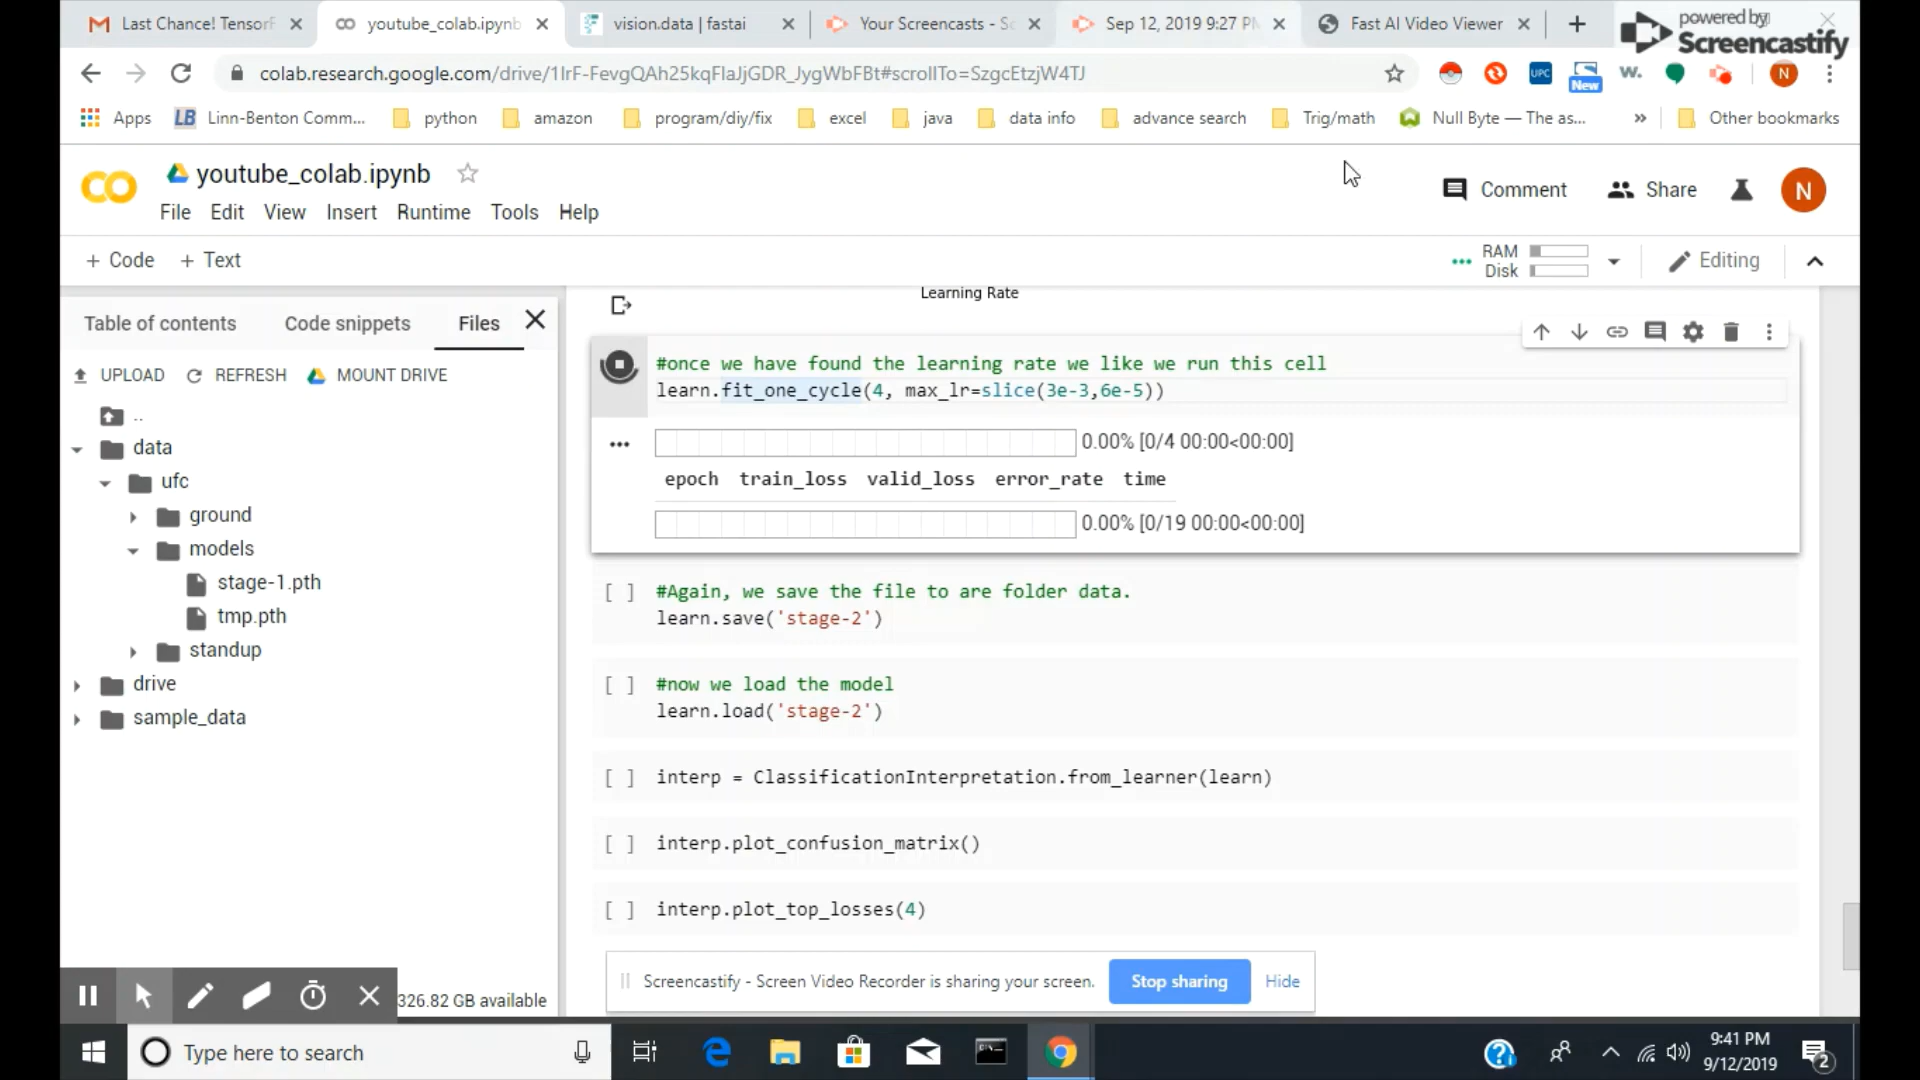 Last Chance! Tensorf
youtube_colab.ipynb
vision.data | fastai
Your Screencasts - Sc
Sep 12, 2019 9:27 PM
Fast AI Video Viewer
powered by
Screencastify
colab.research.google.com/drive/1IrF-FevgQAh25kqFlaJjGDR_JygWbFBt#scrollTo=SzgcEtzjW4TJ
UPC
New
W.
N
Apps
LB Linn-Benton Comm...
python
amazon
program/diy/fix
excel
java
data info
advance search
Trig/math
Null Byte — The as...
»
Other bookmarks
youtube_colab.ipynb
File Edit View Insert Runtime Tools Help
Comment
Share
N
+ Code + Text
RAM
Disk
Editing
Table of contents
Code snippets
Files
UPLOAD
REFRESH
MOUNT DRIVE
..
data
ufc
ground
models
stage-1.pth
tmp.pth
standup
drive
sample_data
326.82 GB available
Learning Rate
#once we have found the learning rate we like we run this cell
learn.fit_one_cycle(4, max_lr=slice(3e-3,6e-5))
0.00% [0/4 00:00<00:00]
epoch train_loss valid_loss error_rate time
0.00% [0/19 00:00<00:00]
[ ] #Again, we save the file to are folder data.
learn.save('stage-2')
[ ] #now we load the model
learn.load('stage-2')
[ ] interp = ClassificationInterpretation.from_learner(learn)
[ ] interp.plot_confusion_matrix()
[ ] interp.plot_top_losses(4)
Screencastify - Screen Video Recorder is sharing your screen.
Stop sharing
Hide
Type here to search
9:41 PM
9/12/2019
2